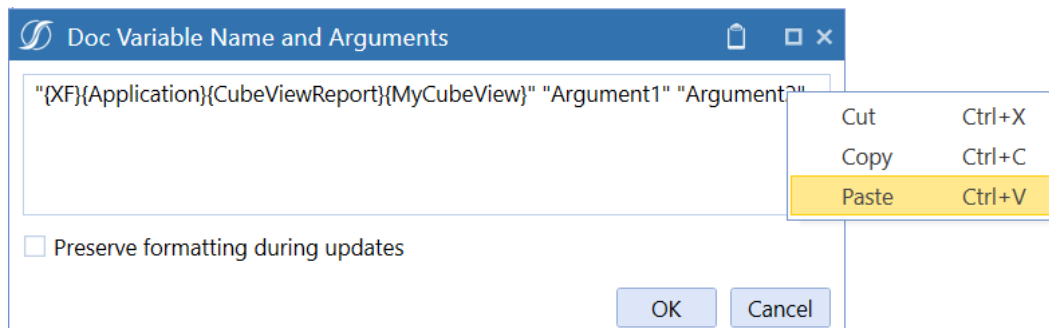 Doc Variable Name and Arguments
"{XF}{Application}{CubeViewReport}{MyCubeView}" "Argument1" "Argument2"
Cut Ctrl+X
Copy Ctrl+C
Paste Ctrl+V
Preserve formatting during updates
OK Cancel